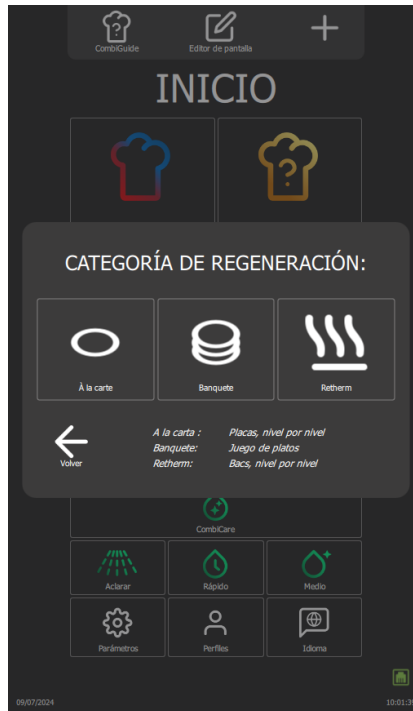 CombiGuide
Editor de pantalla
INICIO
?
CATEGORÍA DE REGENERACIÓN:
À la carte
Banquete
Retherm
Volver
A la carta : Placas, nivel por nivel
Banquete: Juego de platos
Retherm: Bacs, nivel por nivel
CombiCare
Aclarar
Rápido
Medio
Parámetros
Perfiles
Idioma
09/07/2024